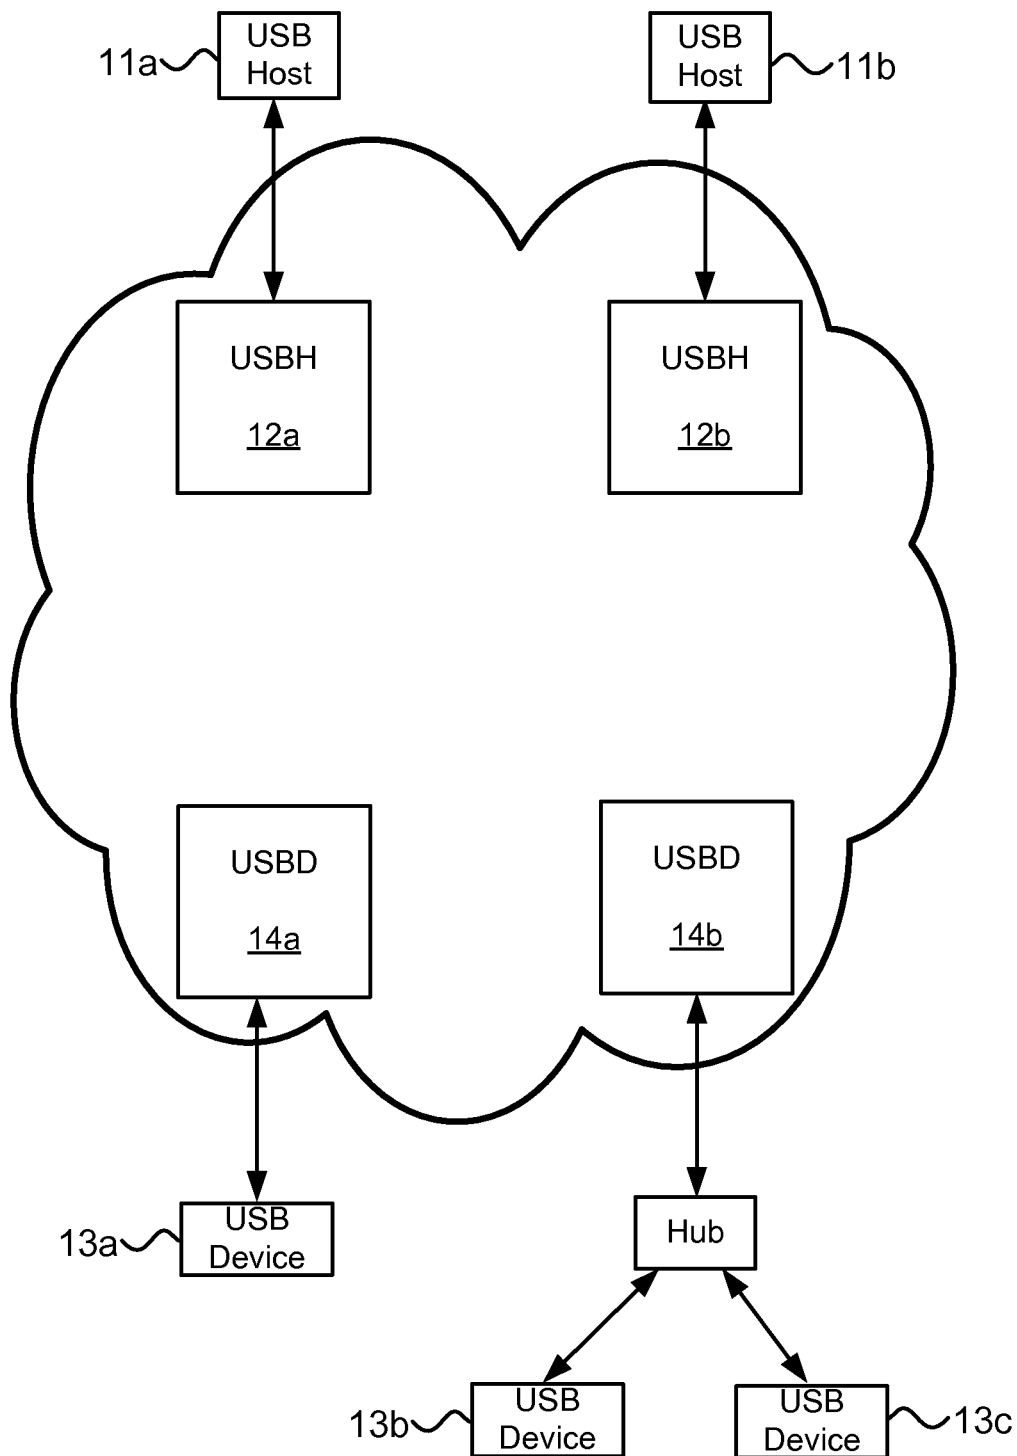 USB
Host
11a
USB
Host
11b
USBH
12a
USBH
12b
USBD
14a
USBD
14b
USB
Device
13a
Hub
USB
Device
13b
USB
Device
13c